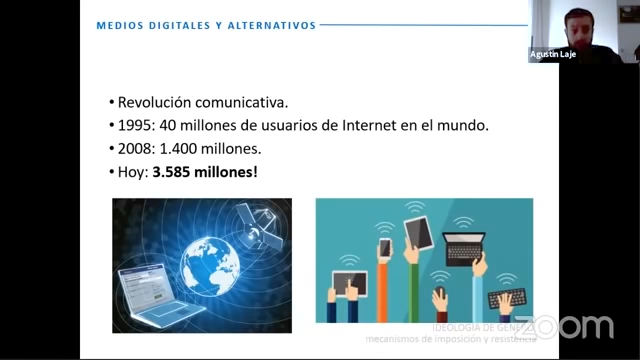 MEDIOS DIGITALES Y ALTERNATIVOS
Agustin Laje
• Revolución comunicativa.
• 1995: 40 millones de usuarios de Internet en el mundo.
• 2008: 1.400 millones.
• Hoy: 3.585 millones!
IDEOLOGÍA DE GÉNERO
mecanismos de imposición y resistencia
zoom